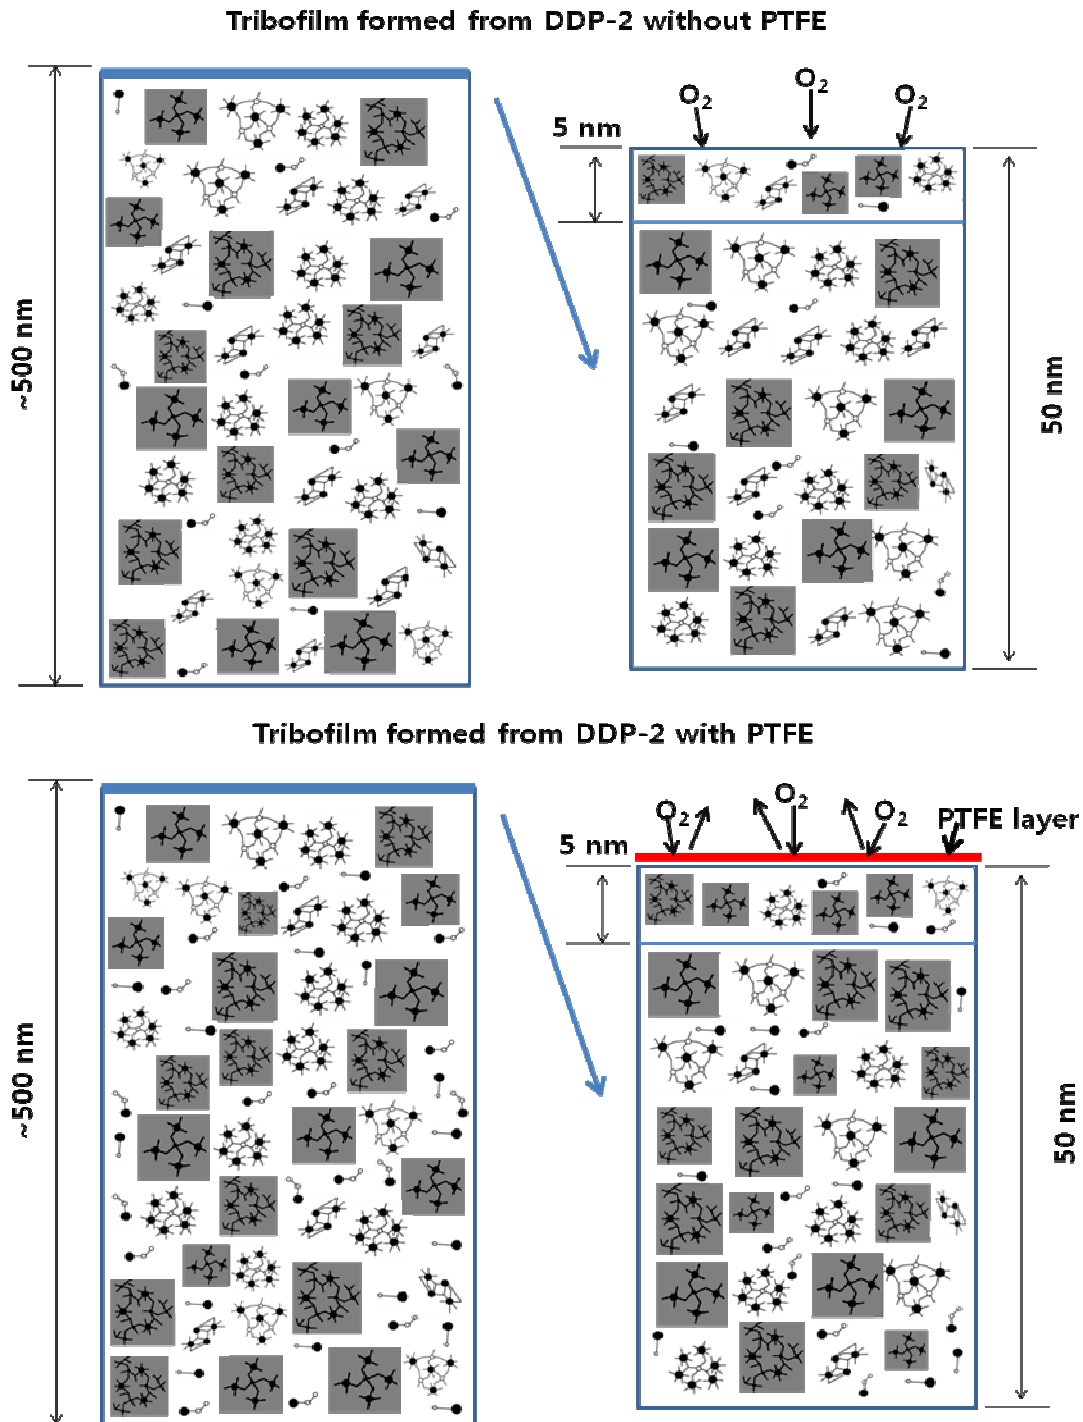 Tribofilm formed from DDP-2 without PTFE
O2
O2
O2
5 nm
~500 nm
50 nm
Tribofilm formed from DDP-2 with PTFE
O2
O2
O2
PTFE layer
5 nm
~500 nm
50 nm